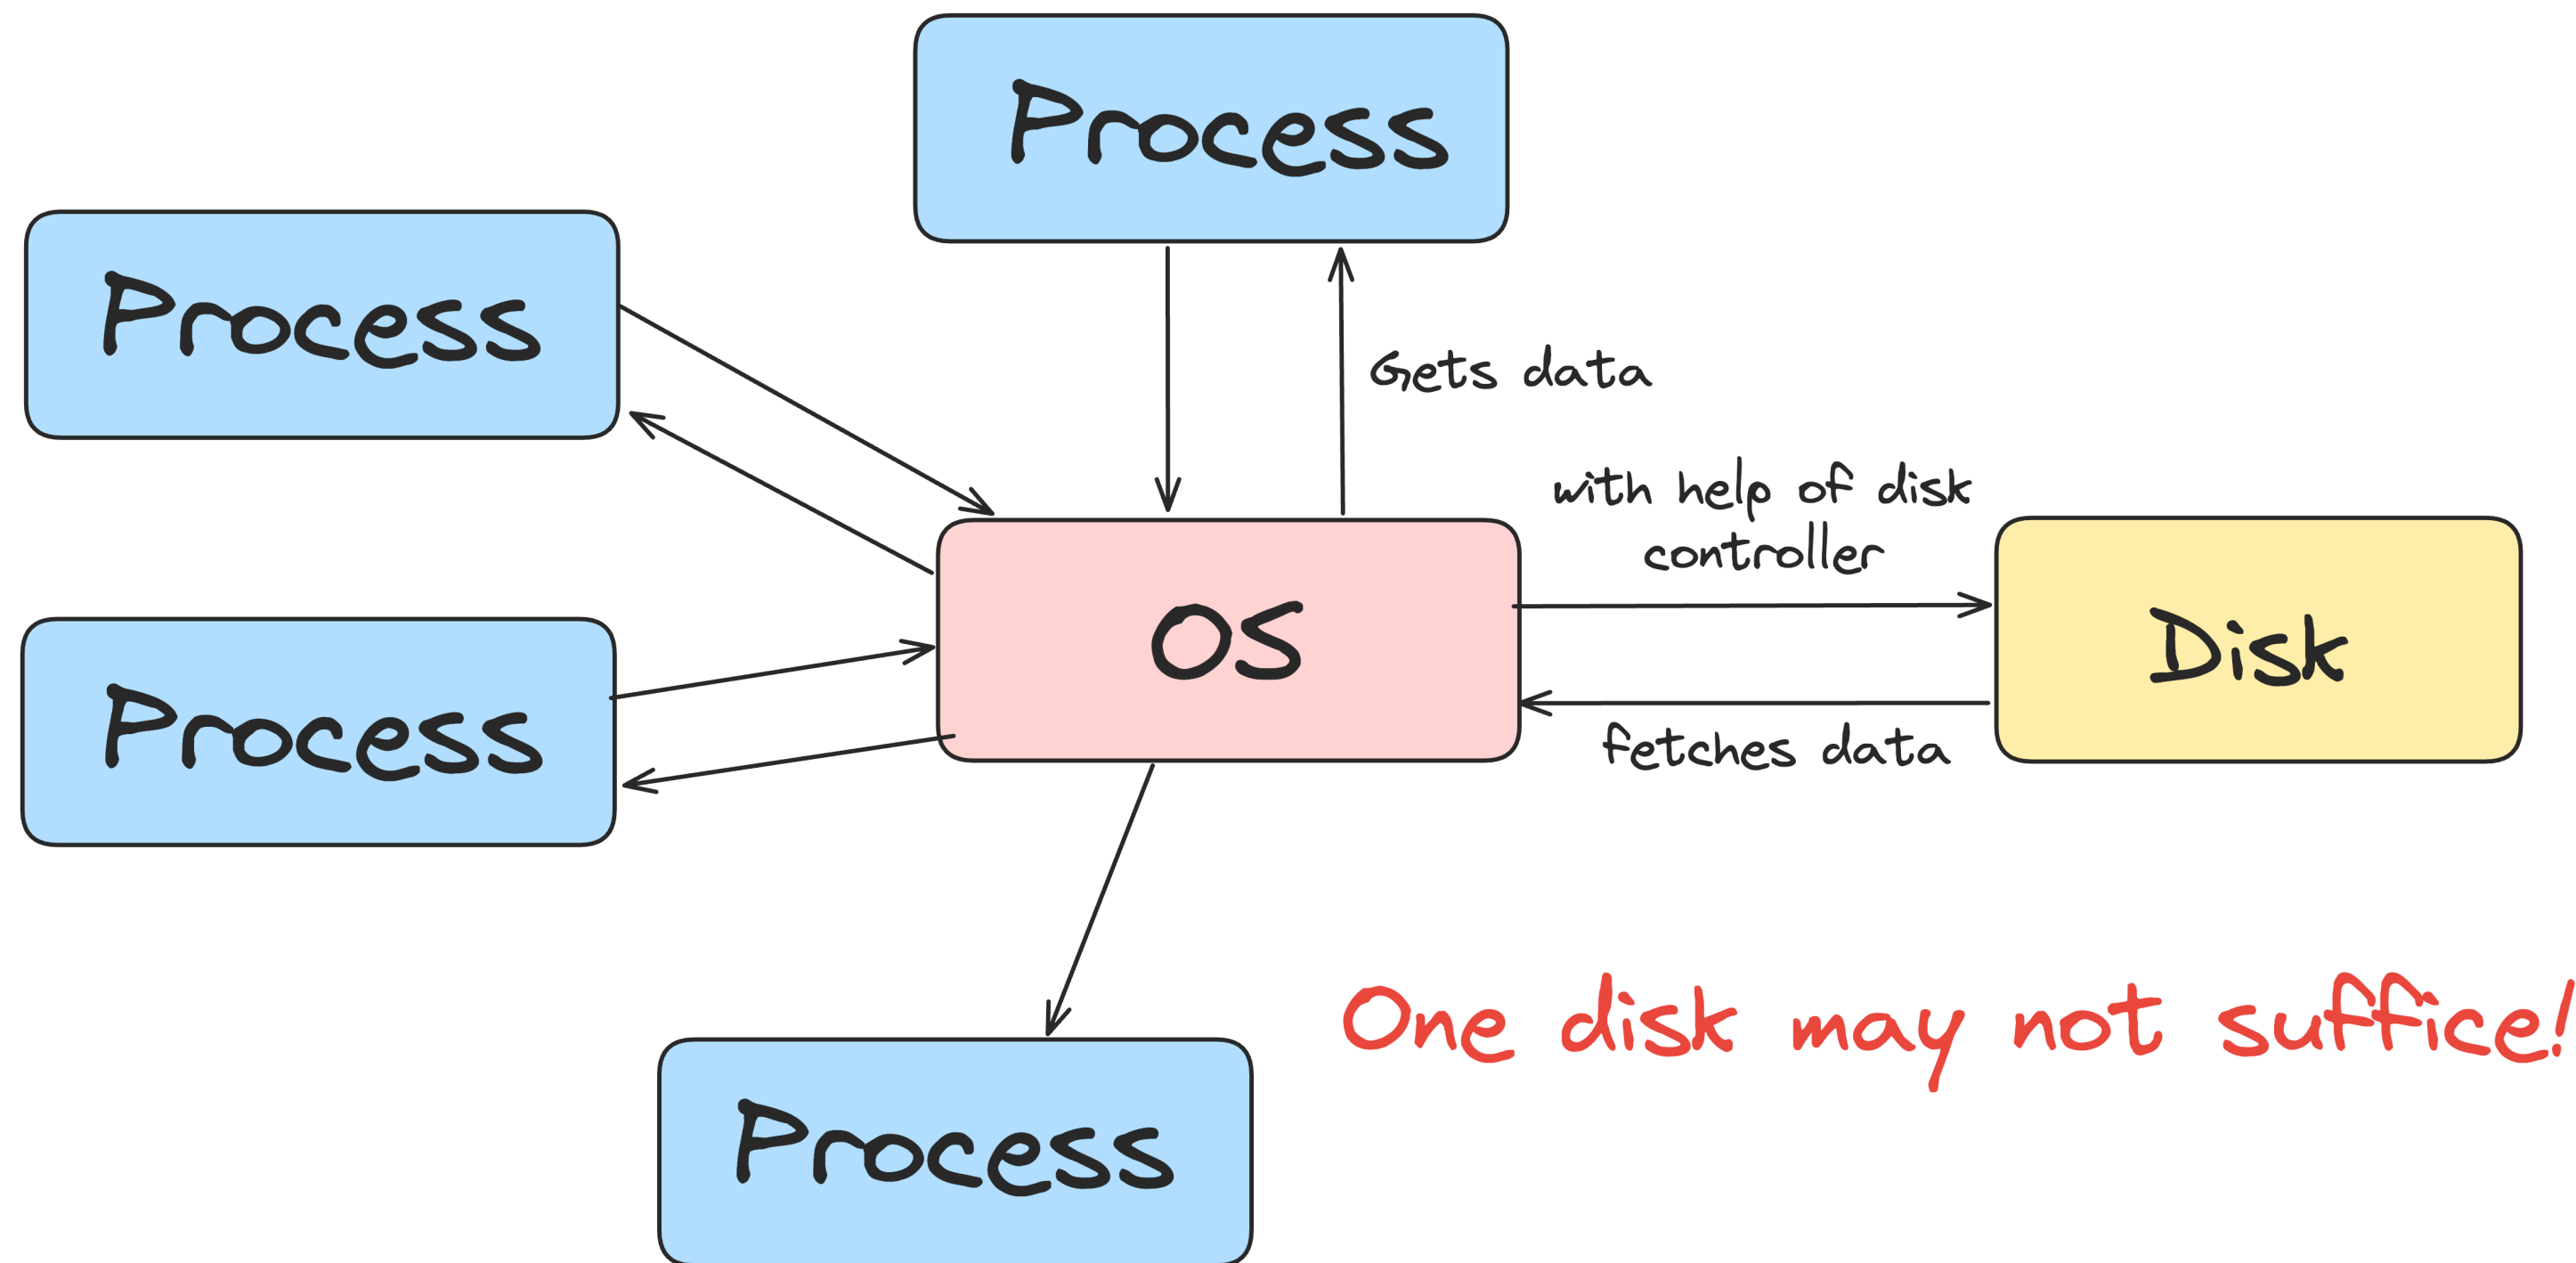 Process
Process
Gets data
with help of disk
controller
OS
Disk
Process
fetches data
One disk may not suffice!
Process